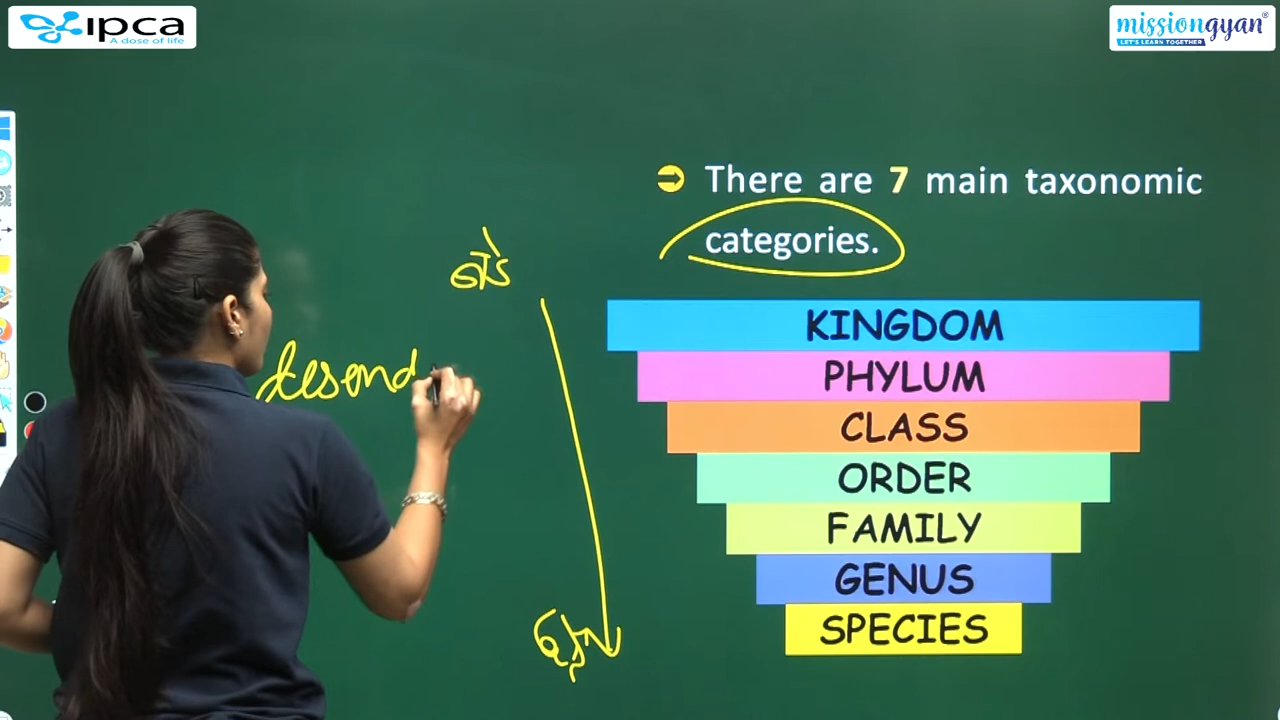 ipca
A dose of life
missiongyan®
LET'S LEARN TOGETHER
There are 7 main taxonomic
categories.
KINGDOM
PHYLUM
CLASS
ORDER
FAMILY
GENUS
SPECIES